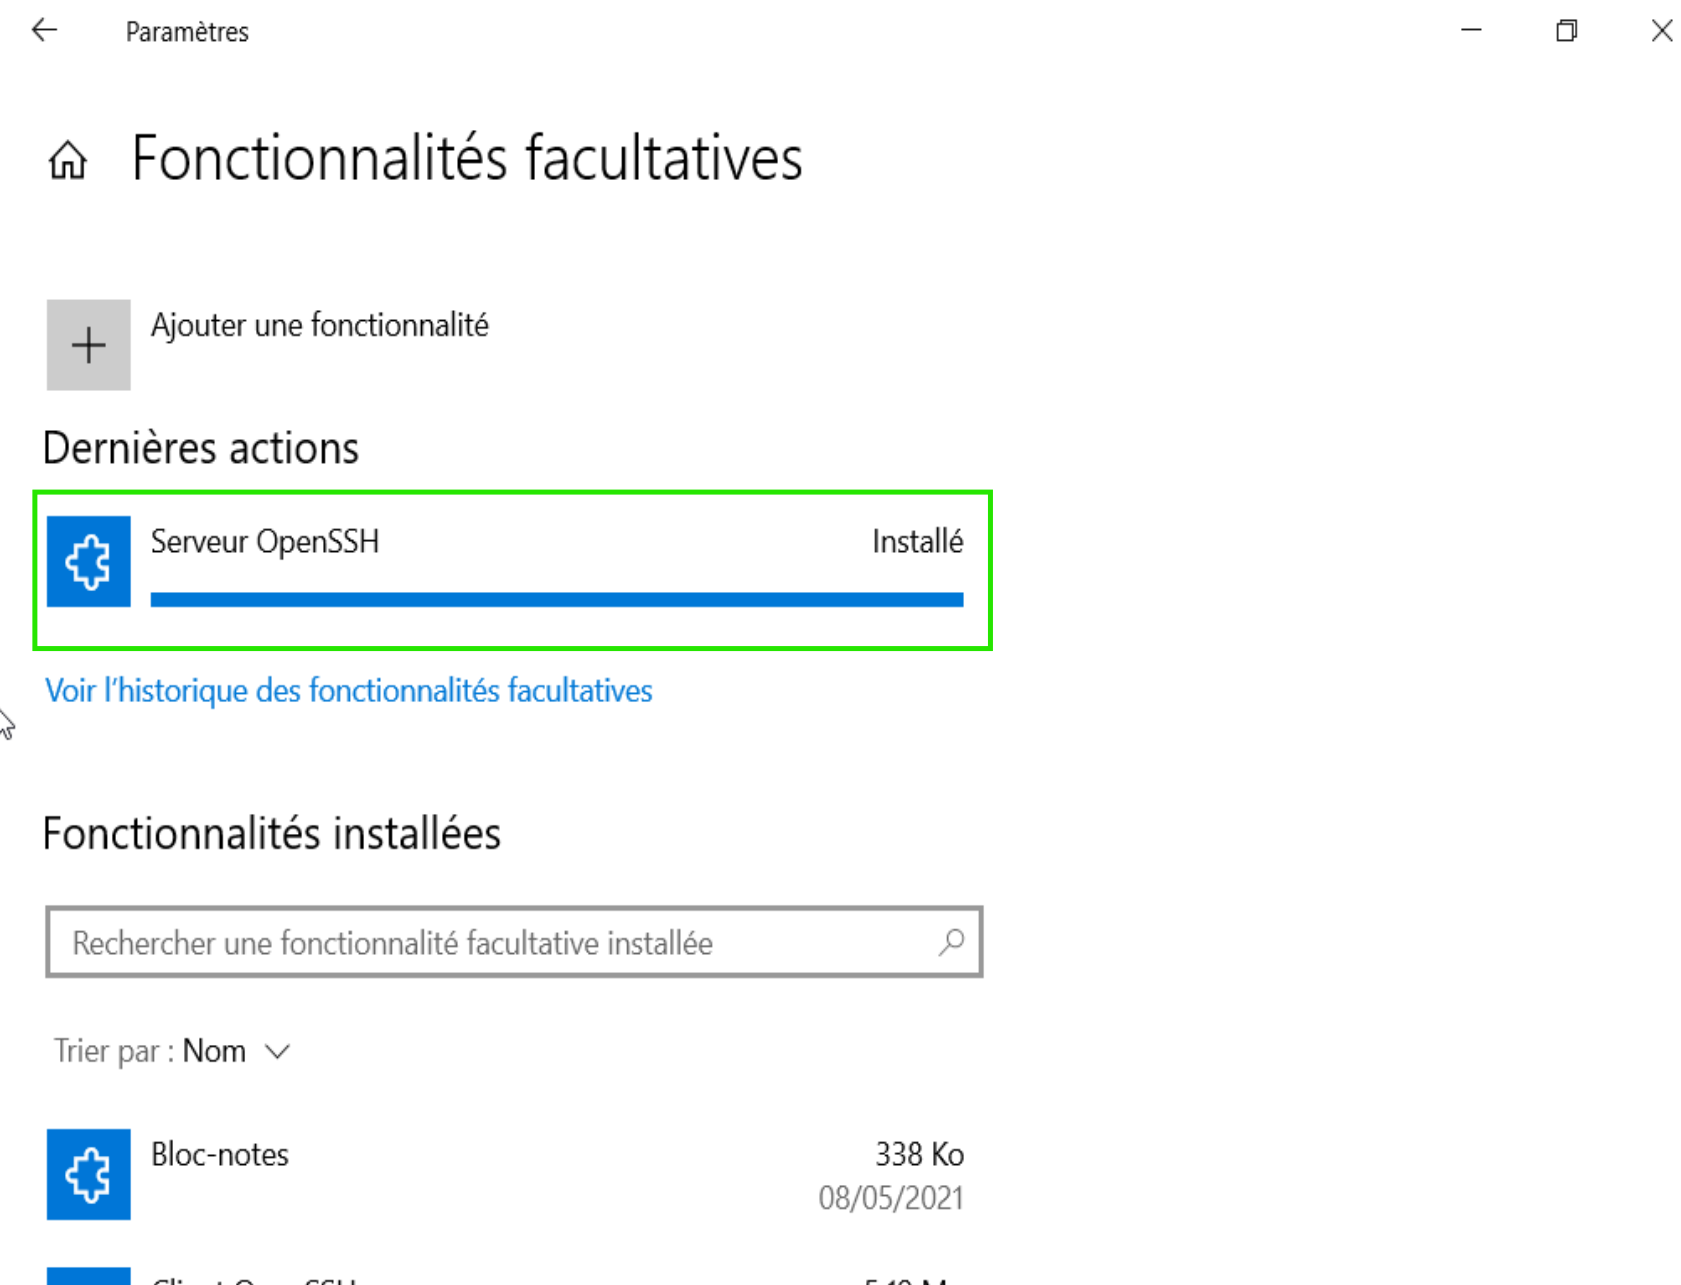 Paramètres
Fonctionnalités facultatives
Ajouter une fonctionnalité
Dernières actions
Serveur OpenSSH Installé
Voir l'historique des fonctionnalités facultatives
Fonctionnalités installées
Rechercher une fonctionnalité facultative installée
Trier par : Nom
Bloc-notes 338 Ko
08/05/2021